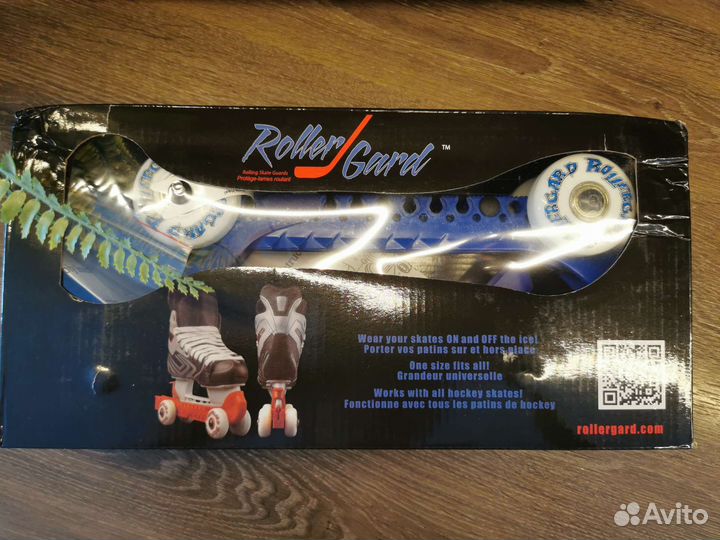 Roller Gard ™
Rolling Skate Guards
Protège-lames roulant
ERGARD ROLLERG
Wear your skates ON and OFF the ice!
Porter vos patins sur et hors glace
One size fits all!
Grandeur universelle
Works with all hockey skates!
Fonctionne avec tous les patins de hockey
rollergard.com
Avito